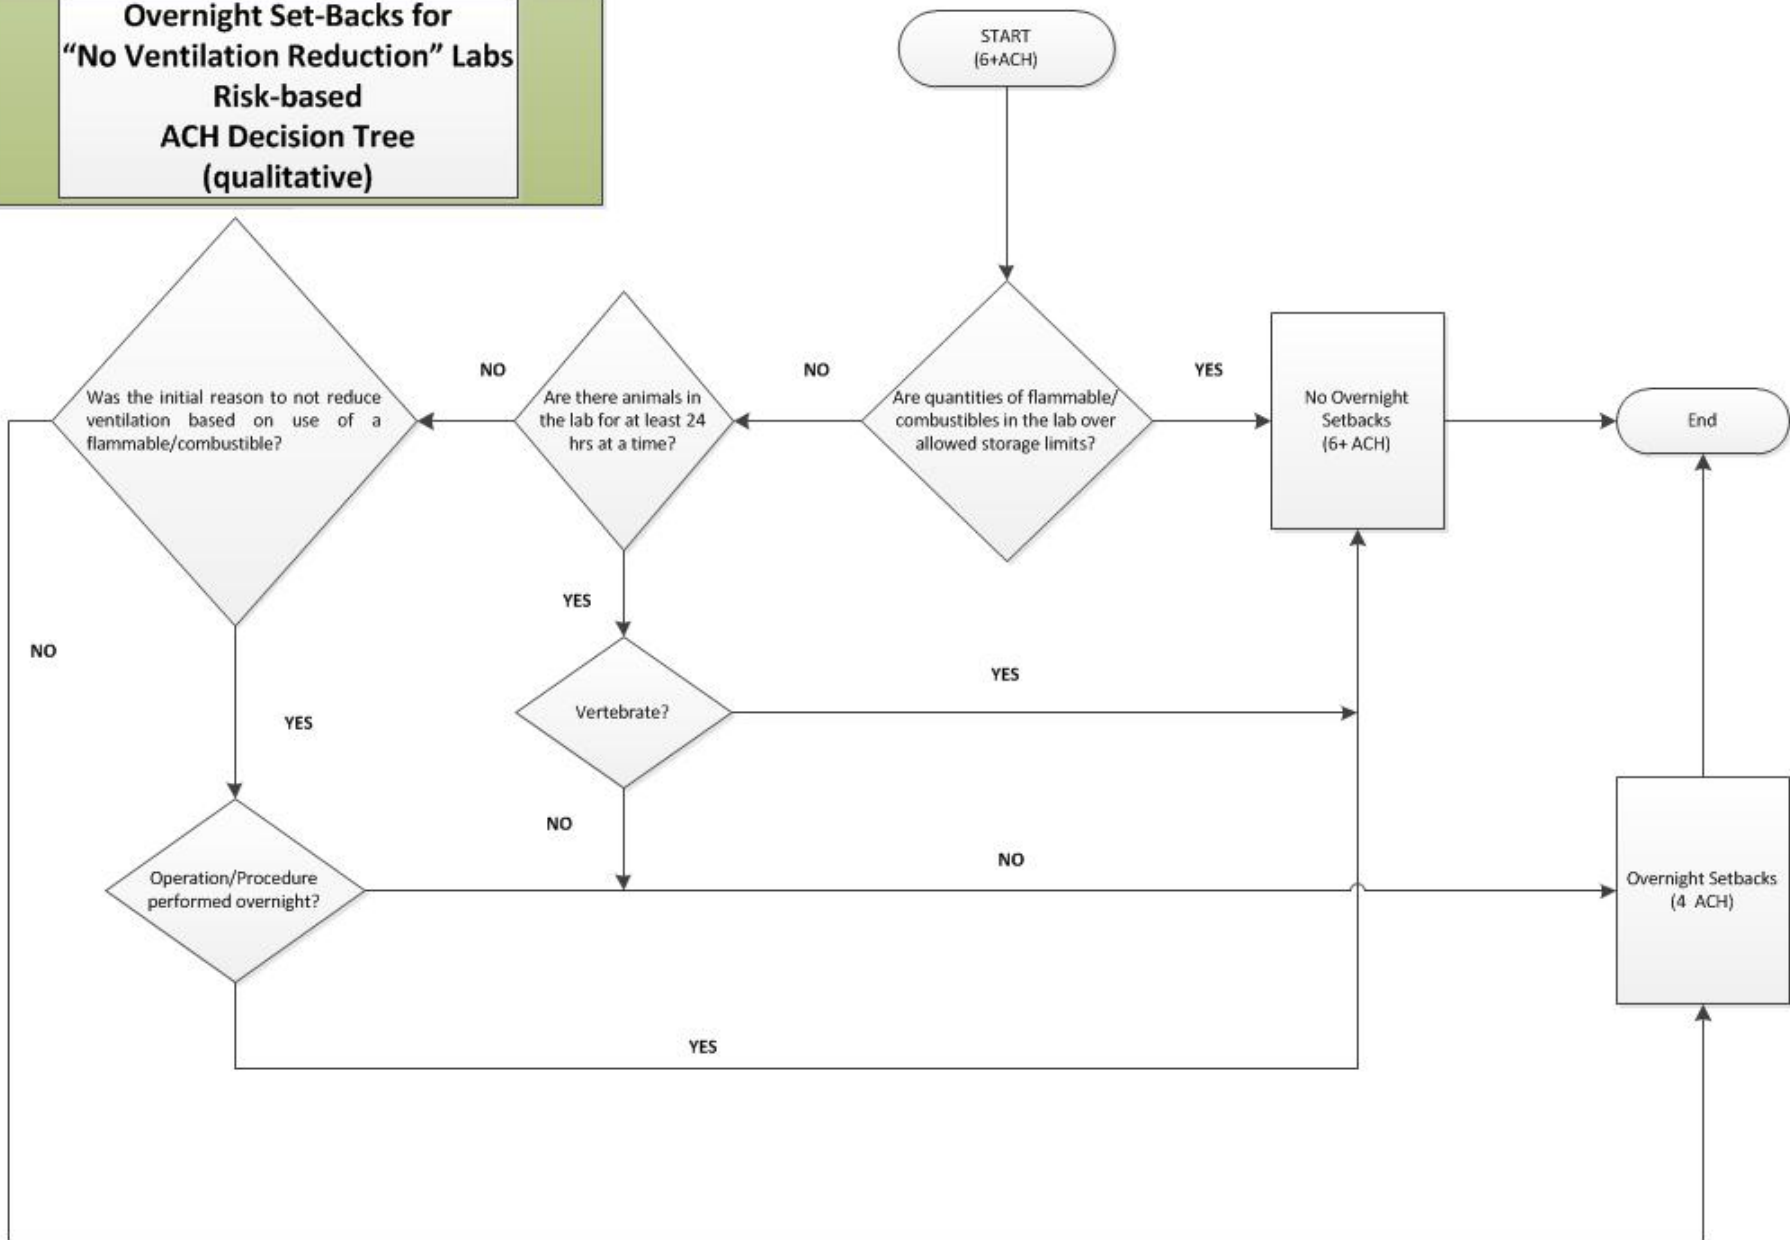 Overnight Set-Backs for
“No Ventilation Reduction” Labs
Risk-based
ACH Decision Tree
(qualitative)
START
(6+ACH)
Was the initial reason to not reduce
ventilation based on use of a
flammable/combustible?
NO
Are there animals in
the lab for at least 24
hrs at a time?
NO
Are quantities of flammable/
combustibles in the lab over
allowed storage limits?
YES
No Overnight
Setbacks
(6+ ACH)
End
YES
NO
YES
Vertebrate?
YES
NO
Operation/Procedure
performed overnight?
NO
Overnight Setbacks
(4 ACH)
YES